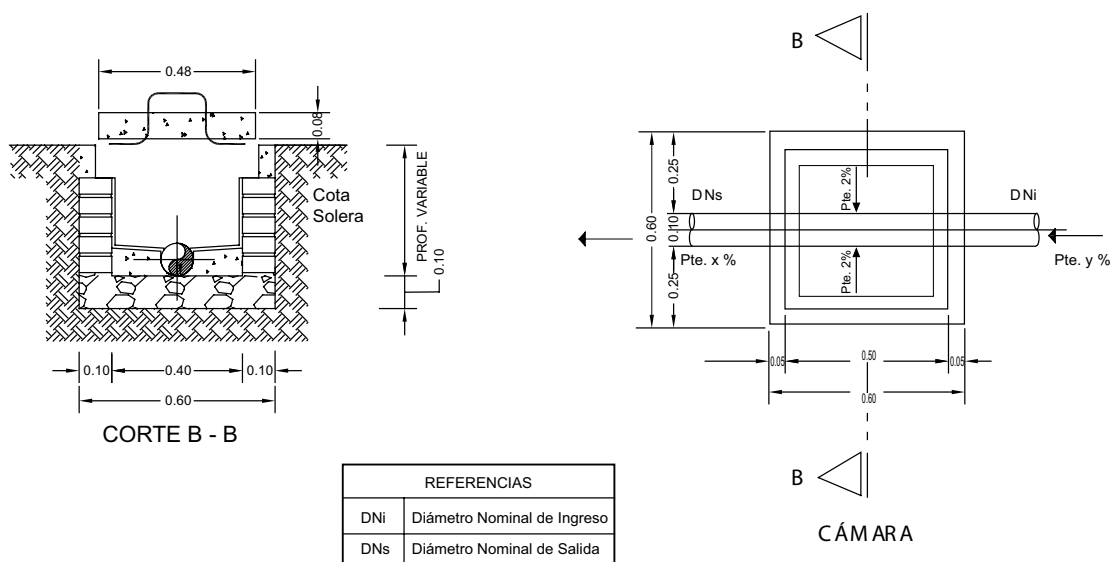 0.48
0.08
Cota
Solera
PROF. VARIABLE
0.10
0.10
0.40
0.10
0.60
CORTE B - B
B
0.60
0.25
0.10
0.25
DNs
DNi
Pte. 2%
Pte. 2%
Pte. x %
Pte. y %
0.05
0.50
0.05
0.60
B
CÁMARA
REFERENCIAS
DNi Diámetro Nominal de Ingreso
DNs Diámetro Nominal de Salida